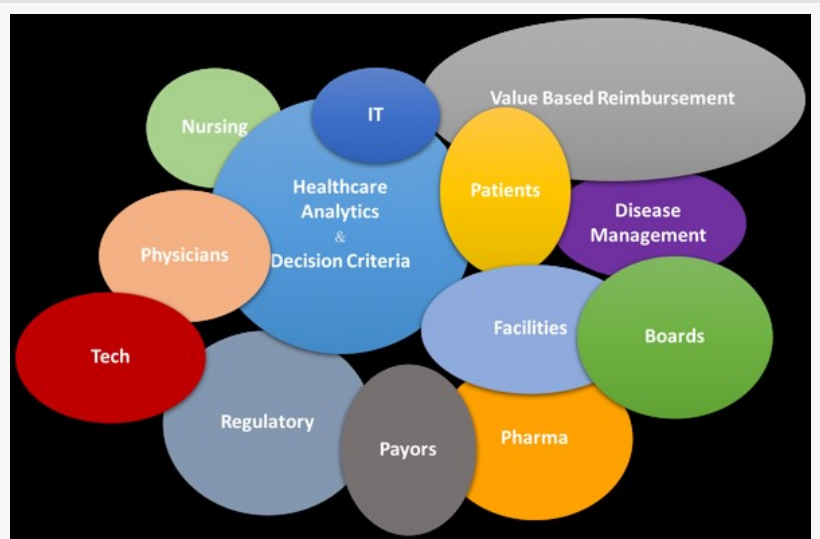 IT
Value Based Reimbursement
Nursing
Healthcare
Analytics
&
Decision Criteria
Patients
Disease
Management
Physicians
Facilities
Boards
Tech
Regulatory
Payors
Pharma